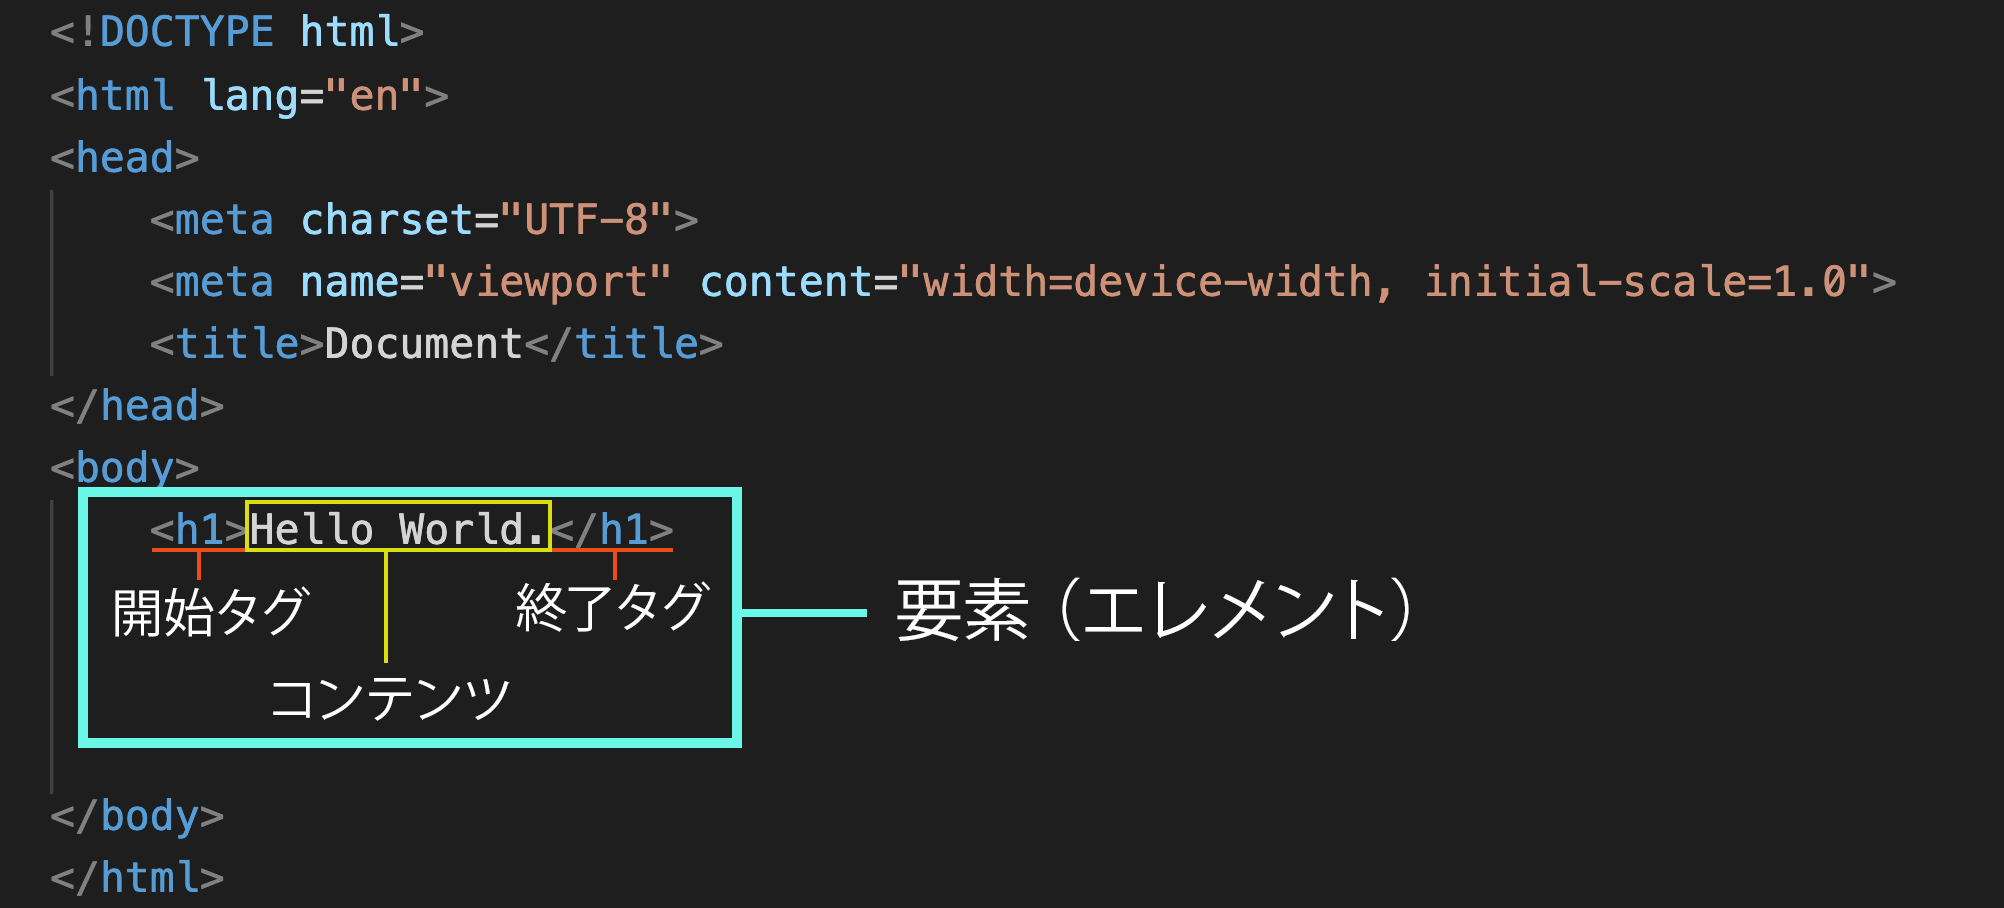 <!DOCTYPE html>
<html lang="en">
<head>
<meta charset="UTF-8">
<meta name="viewport" content="width=device-width, initial-scale=1.0">
<title>Document</title>
</head>
<body>
<h1>Hello World.</h1>
開始タグ
終了タグ
コンテンツ
要素（エレメント）
</body>
</html>